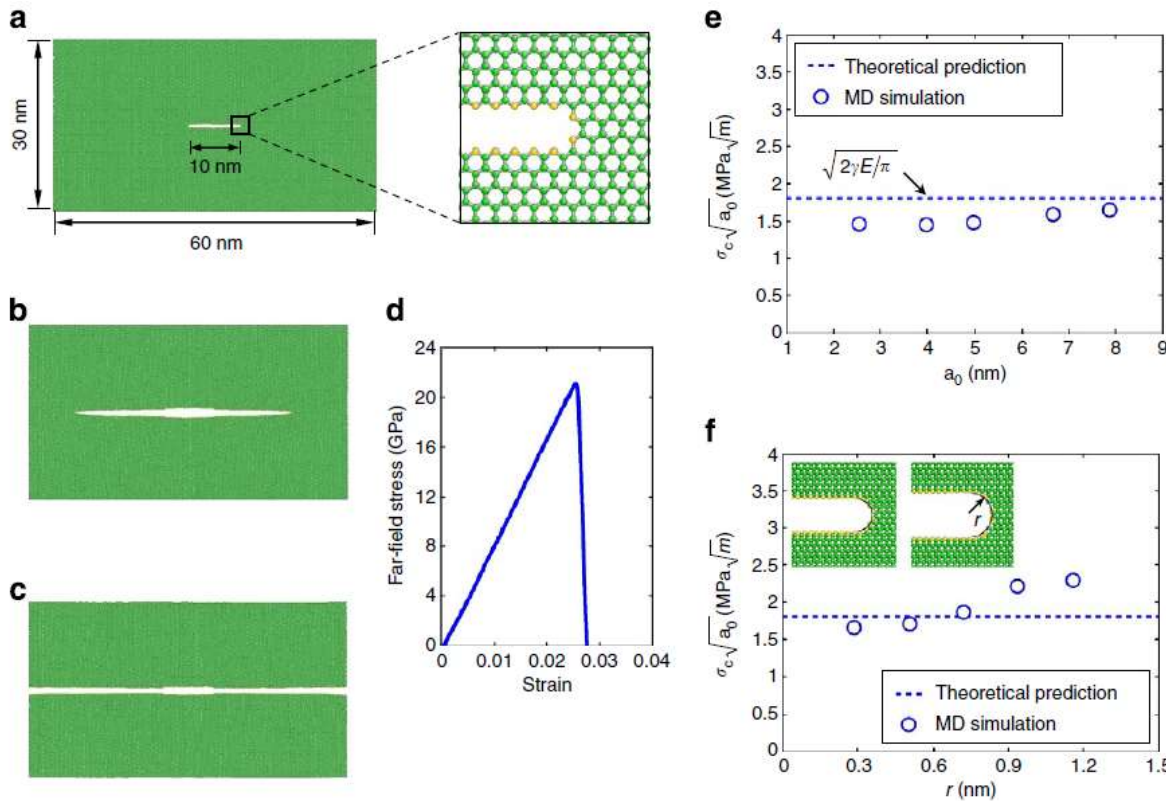 a
30 nm
10 nm
60 nm
b
c
d
Far-field stress (GPa)
24
20
16
12
8
4
0
0 0.01 0.02 0.03 0.04
Strain
e
σc√a0 (MPa√m)
4
3.5
3
2.5
2
1.5
1
0.5
0
Theoretical prediction
MD simulation
√2γE/π
1 2 3 4 5 6 7 8 9
a0 (nm)
f
σc√a0 (MPa√m)
4
3.5
3
2.5
2
1.5
1
0.5
0
r
Theoretical prediction
MD simulation
0 0.3 0.6 0.9 1.2 1.5
r (nm)